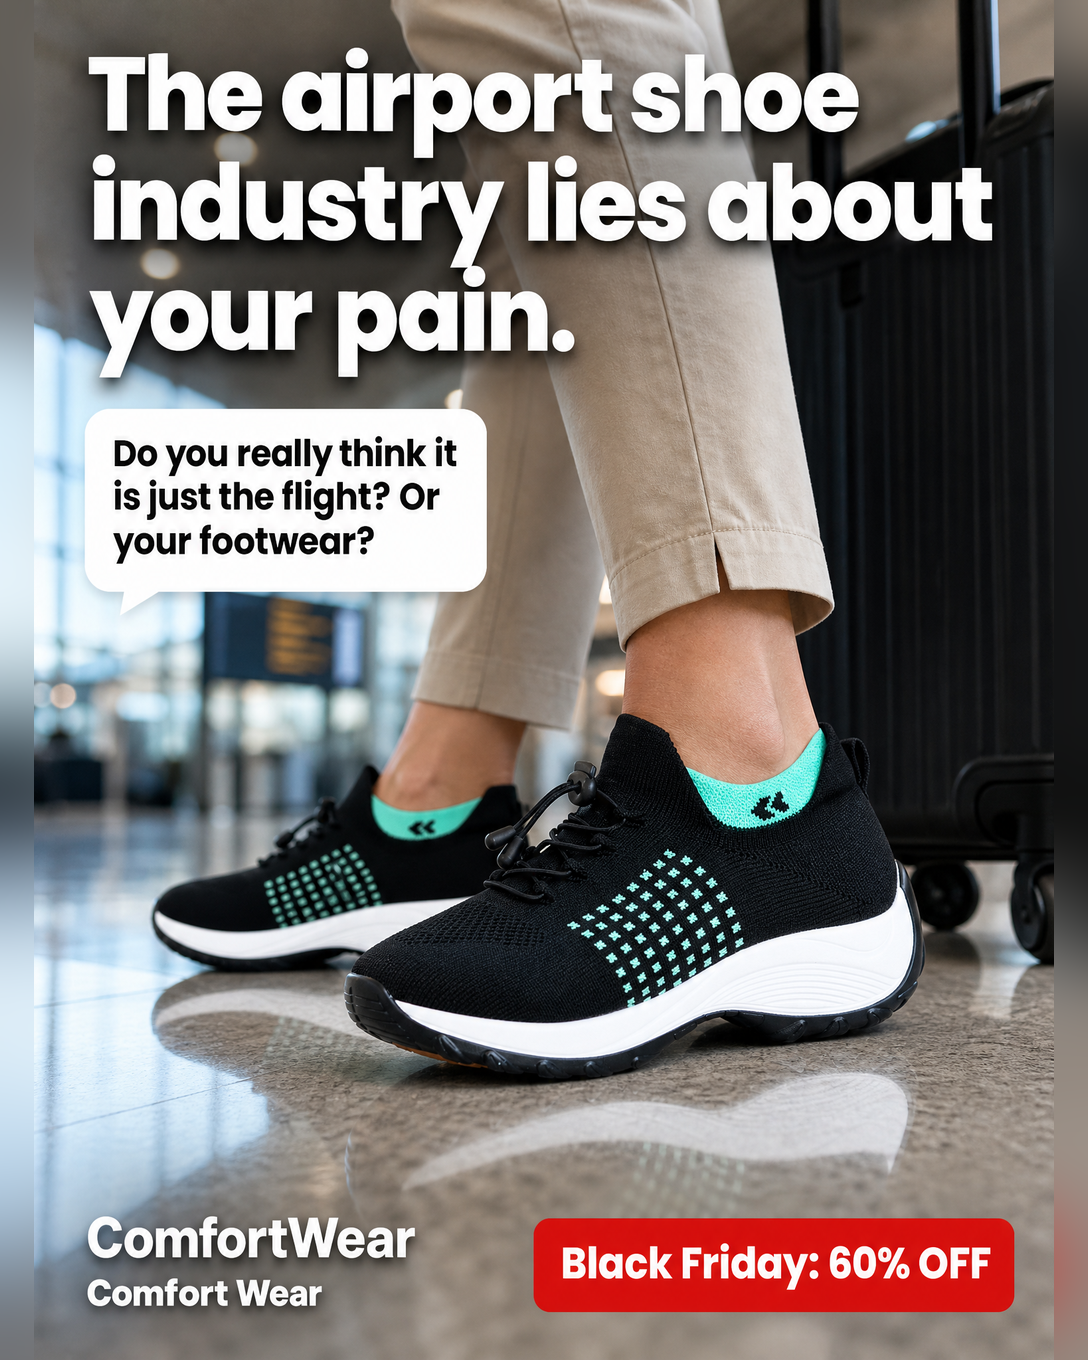 The airport shoe
industry lies about
your pain.
Do you really think it
is just the flight? Or
your footwear?
ComfortWear
Comfort Wear
Black Friday: 60% OFF